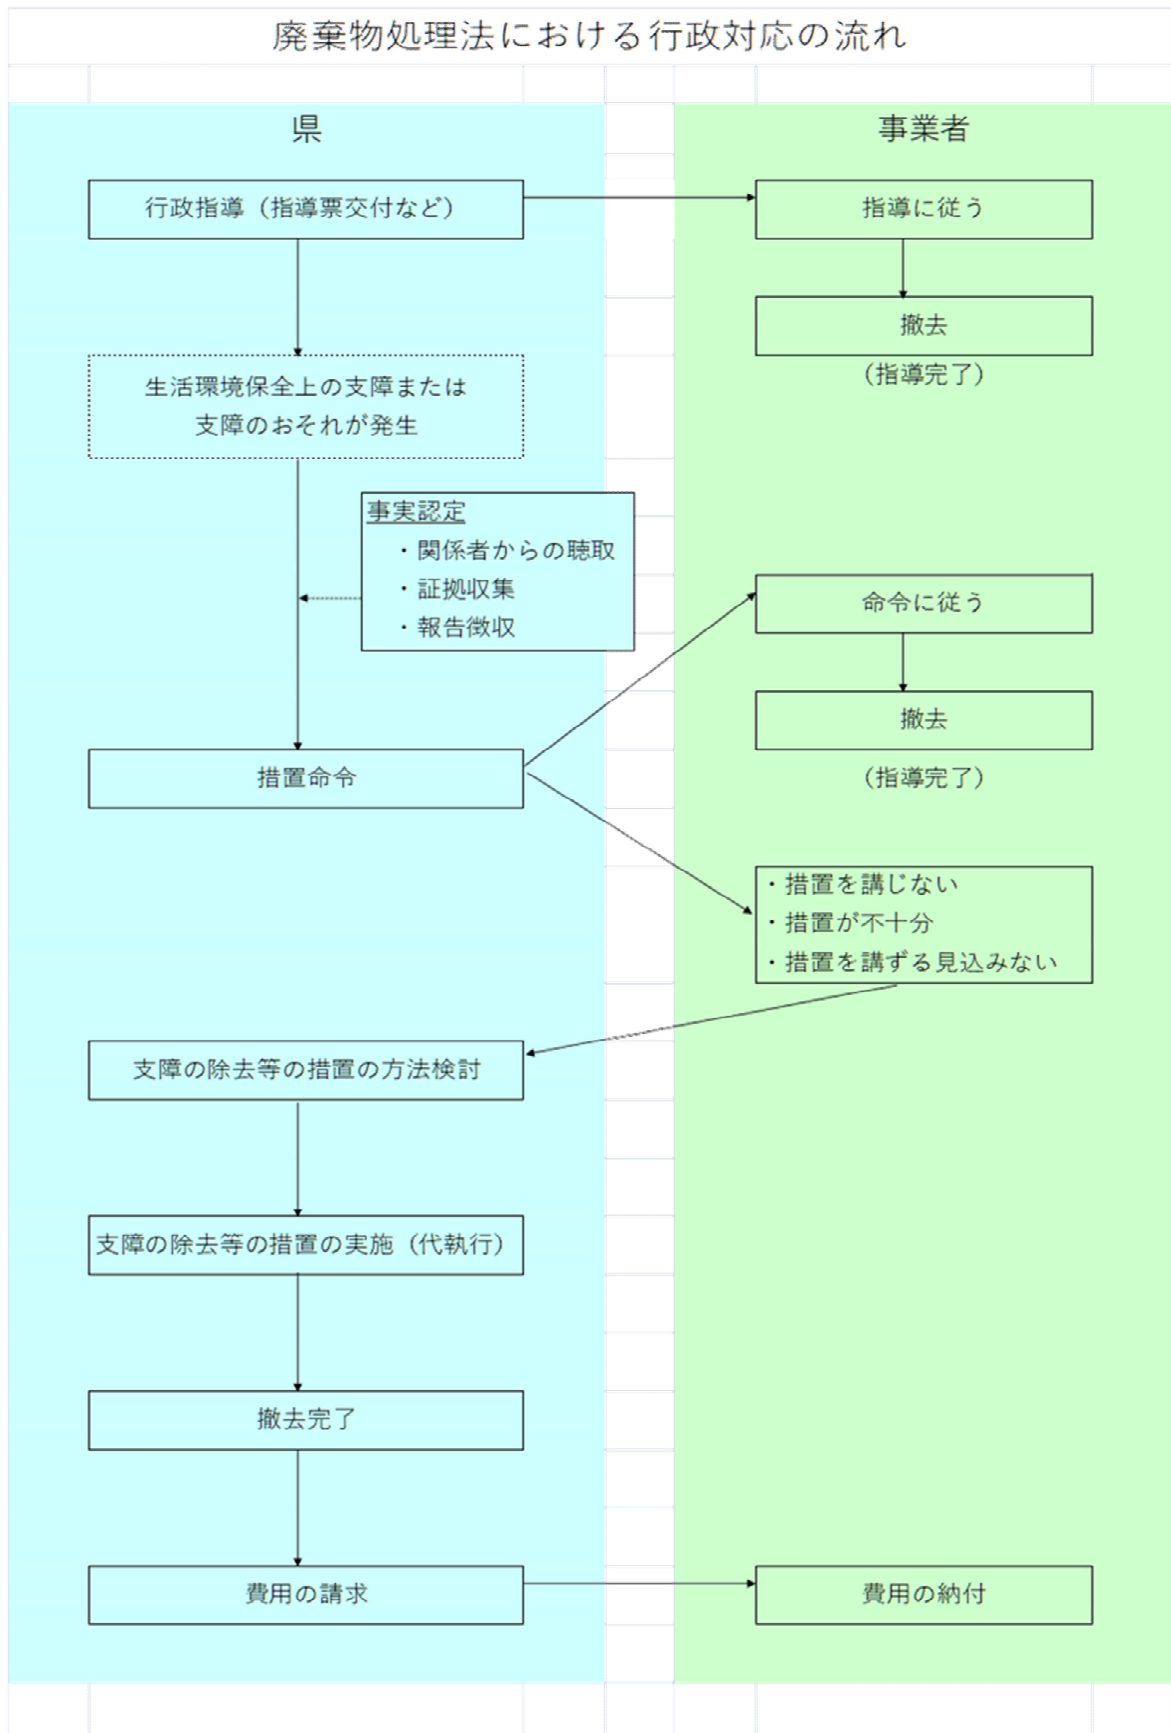 廃棄物処理法における行政対応の流れ
県
事業者
行政指導（指導票交付など）
指導に従う
撤去
（指導完了）
生活環境保全上の支障または
支障のおそれが発生
事実認定
・関係者からの聴取
・証拠収集
・報告徴収
命令に従う
撤去
（指導完了）
措置命令
・措置を講じない
・措置が不十分
・措置を講ずる見込みない
支障の除去等の措置の方法検討
支障の除去等の措置の実施（代執行）
撤去完了
費用の請求
費用の納付